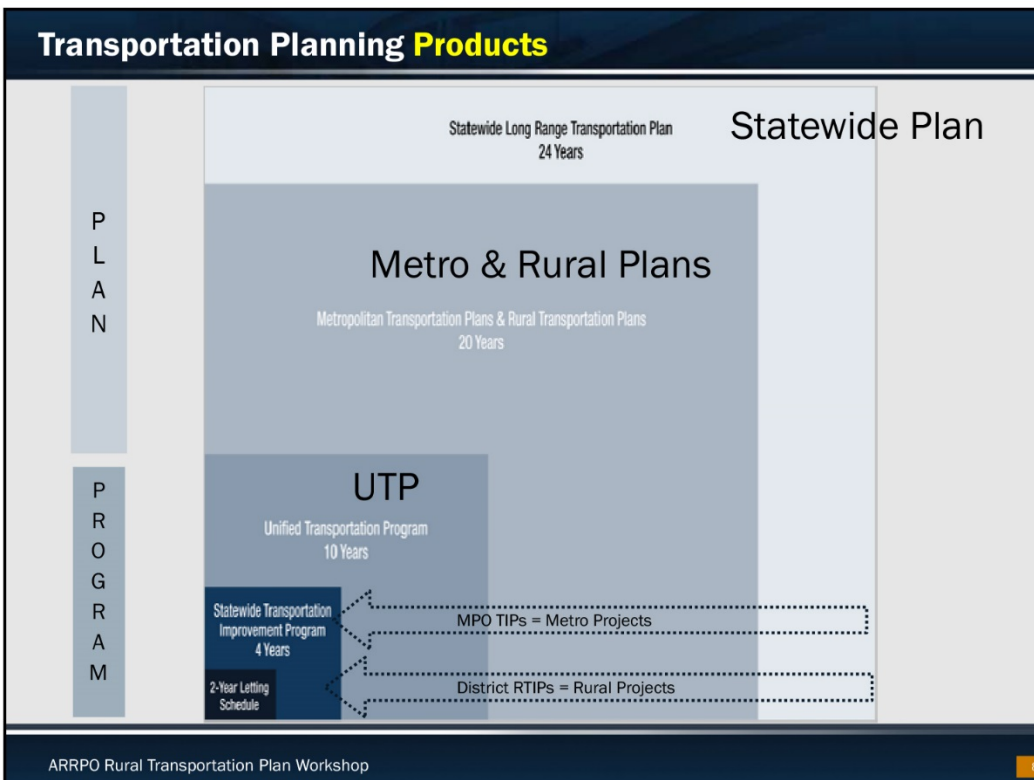 Transportation Planning Products
Statewide Long Range Transportation Plan
24 Years
Statewide Plan
P
L
A
N
Metro & Rural Plans
Metropolitan Transportation Plans & Rural Transportation Plans
20 Years
P
R
O
G
R
A
M
UTP
Unified Transportation Program
10 Years
Statewide Transportation
Improvement Program
4 Years
MPO TIPs = Metro Projects
2-Year Letting
Schedule
District RTIPs = Rural Projects
ARRPO Rural Transportation Plan Workshop